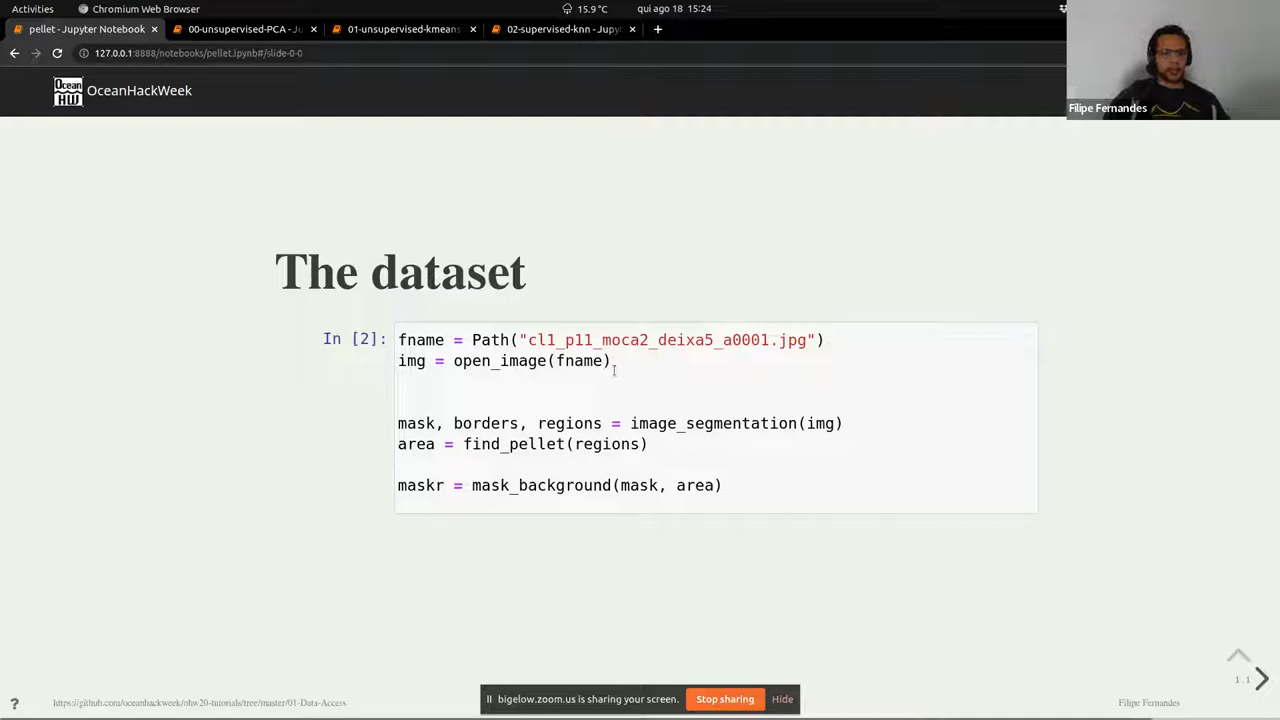 Activities
Chromium Web Browser
15.9 °C
qui ago 18 15:24
pellet - Jupyter Notebook
00-unsupervised-PCA - Ju
01-unsupervised-kmeans
02-supervised-knn - Jupy
127.0.0.1:8888/notebooks/pellet.ipynb#/slide-0-0
Ocean HW
OceanHackWeek
Filipe Fernandes
The dataset
In [2]:
fname = Path("cl1_p11_moca2_deixa5_a0001.jpg")
img = open_image(fname)
mask, borders, regions = image_segmentation(img)
area = find_pellet(regions)
maskr = mask_background(mask, area)
1.1
bigelow.zoom.us is sharing your screen.
Stop sharing
Hide
?
https://github.com/oceanhackweek/ohw20-tutorials/tree/master/01-Data-Access
Filipe Fernandes